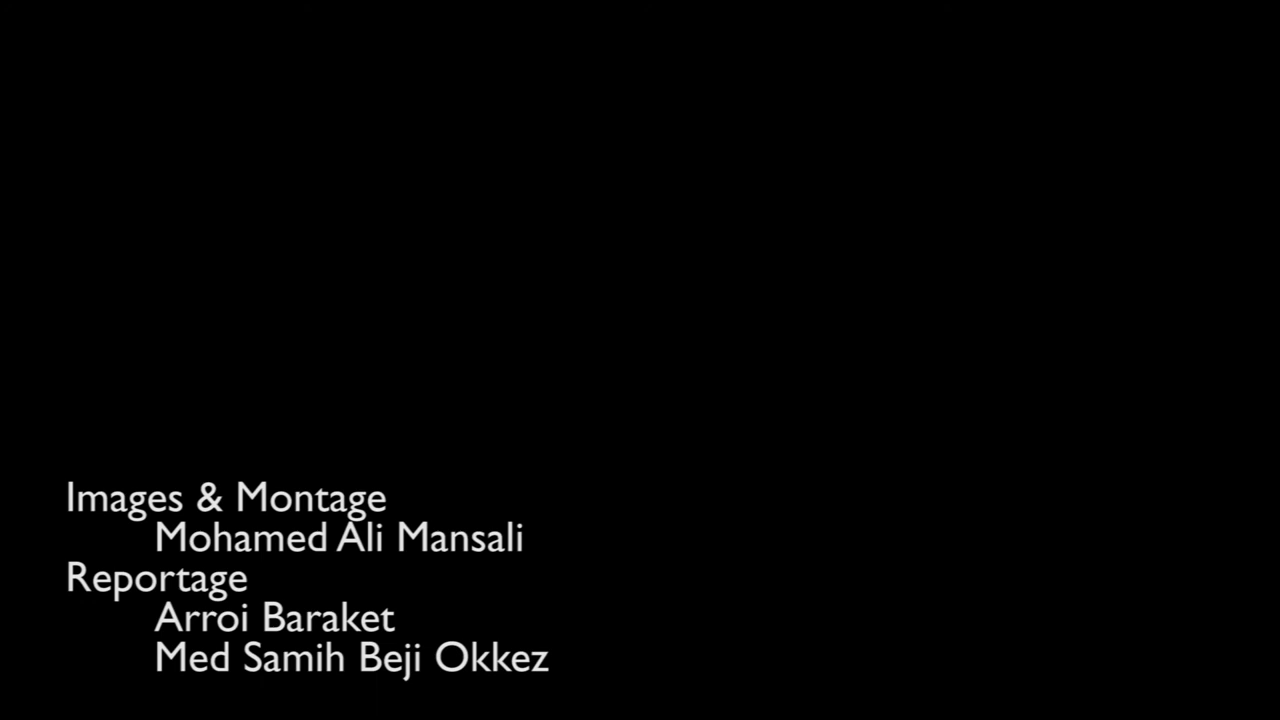 Images & Montage
Mohamed Ali Mansali
Reportage
Arroi Baraket
Med Samih Beji Okkez